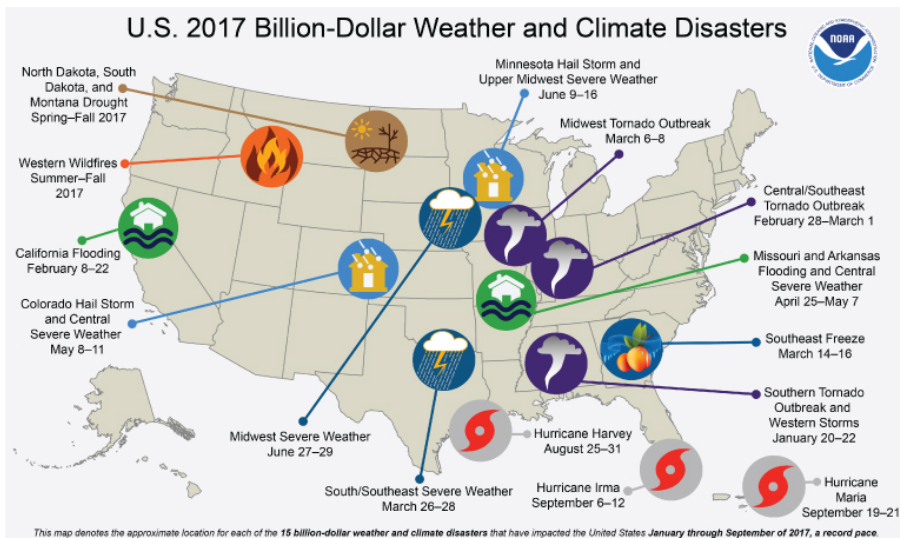 U.S. 2017 Billion-Dollar Weather and Climate Disasters
NOAA
North Dakota, South
Dakota, and
Montana Drought
Spring–Fall 2017
Western Wildfires
Summer–Fall
2017
California Flooding
February 8–22
Colorado Hail Storm
and Central
Severe Weather
May 8–11
Midwest Severe Weather
June 27–29
South/Southeast Severe Weather
March 26–28
Minnesota Hail Storm and
Upper Midwest Severe Weather
June 9–16
Midwest Tornado Outbreak
March 6–8
Central/Southeast
Tornado Outbreak
February 28–March 1
Missouri and Arkansas
Flooding and Central
Severe Weather
April 25–May 7
Southeast Freeze
March 14–16
Southern Tornado
Outbreak and
Western Storms
January 20–22
Hurricane Harvey
August 25–31
Hurricane Irma
September 6–12
Hurricane
Maria
September 19–21
This map denotes the approximate location for each of the 15 billion-dollar weather and climate disasters that have impacted the United States January through September of 2017, a record pace.